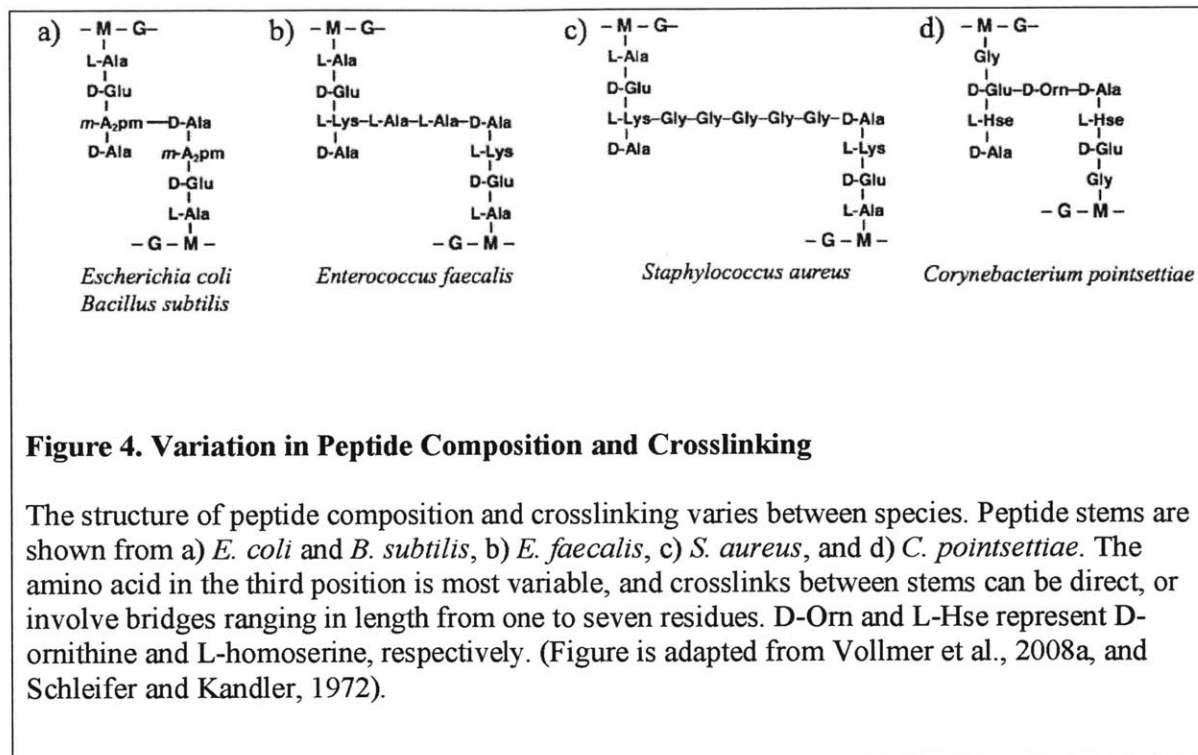 a) – M – G– b) – M – G– c) – M – G– d) – M – G–
L-Ala L-Ala L-Ala Gly
D-Glu D-Glu D-Glu D-Glu–D-Orn–D-Ala
m-A₂pm—D-Ala L-Lys–L-Ala–L-Ala–D-Ala L-Lys–Gly–Gly–Gly–Gly–Gly–D-Ala L-Hse L-Hse
D-Ala m-A₂pm D-Ala L-Lys D-Ala L-Lys D-Ala D-Glu
D-Glu D-Glu D-Glu Gly
L-Ala L-Ala L-Ala – G – M –
– G – M – – G – M – – G – M –
Escherichia coli Enterococcus faecalis Staphylococcus aureus Corynebacterium pointsettiae
Bacillus subtilis
Figure 4. Variation in Peptide Composition and Crosslinking
The structure of peptide composition and crosslinking varies between species. Peptide stems are
shown from a) E. coli and B. subtilis, b) E. faecalis, c) S. aureus, and d) C. pointsettiae. The
amino acid in the third position is most variable, and crosslinks between stems can be direct, or
involve bridges ranging in length from one to seven residues. D-Orn and L-Hse represent D-
ornithine and L-homoserine, respectively. (Figure is adapted from Vollmer et al., 2008a, and
Schleifer and Kandler, 1972).